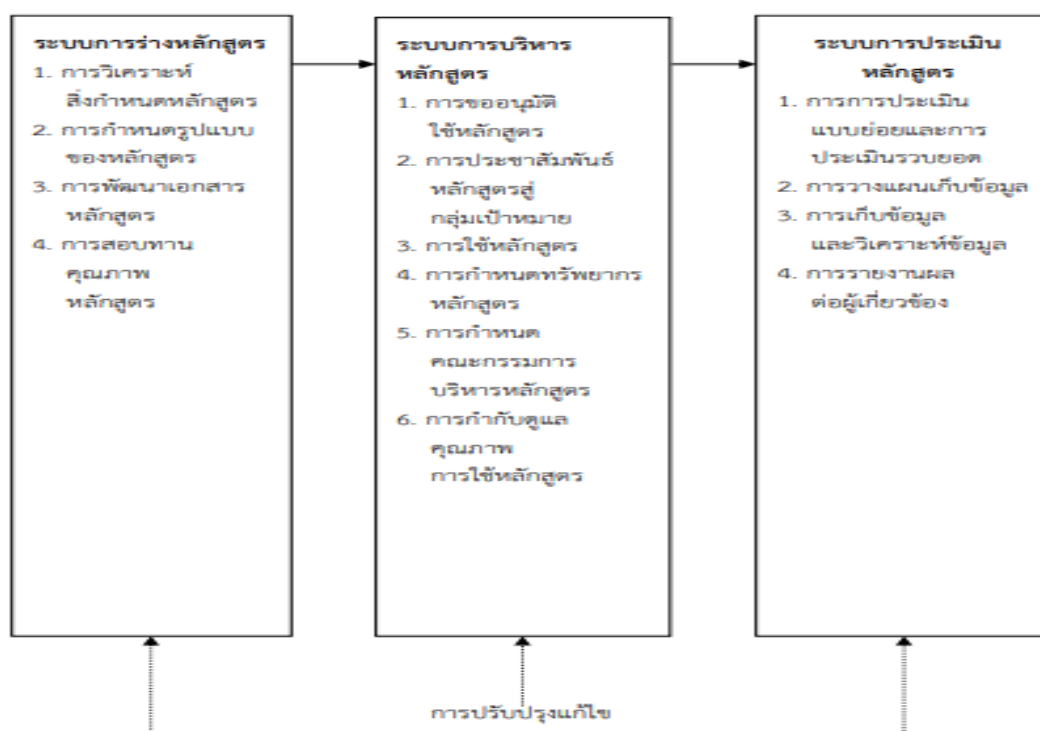 ระบบการร่างหลักสูตร
1. การวิเคราะห์
สิ่งกำหนดหลักสูตร
2. การกำหนดรูปแบบ
ของหลักสูตร
3. การพัฒนาเอกสาร
หลักสูตร
4. การสอบทาน
คุณภาพ
หลักสูตร
ระบบการบริหาร
หลักสูตร
1. การขออนุมัติ
ใช้หลักสูตร
2. การประชาสัมพันธ์
หลักสูตรสู่
กลุ่มเป้าหมาย
3. การใช้หลักสูตร
4. การกำหนดทรัพยากร
หลักสูตร
5. การกำหนด
คณะกรรมการ
บริหารหลักสูตร
6. การกำกับดูแล
คุณภาพ
การใช้หลักสูตร
ระบบการประเมิน
หลักสูตร
1. การการประเมิน
แบบย่อยและการ
ประเมินรวบยอด
2. การวางแผนเก็บข้อมูล
3. การเก็บข้อมูล
และวิเคราะห์ข้อมูล
4. การรายงานผล
ต่อผู้เกี่ยวข้อง
การปรับปรุงแก้ไข